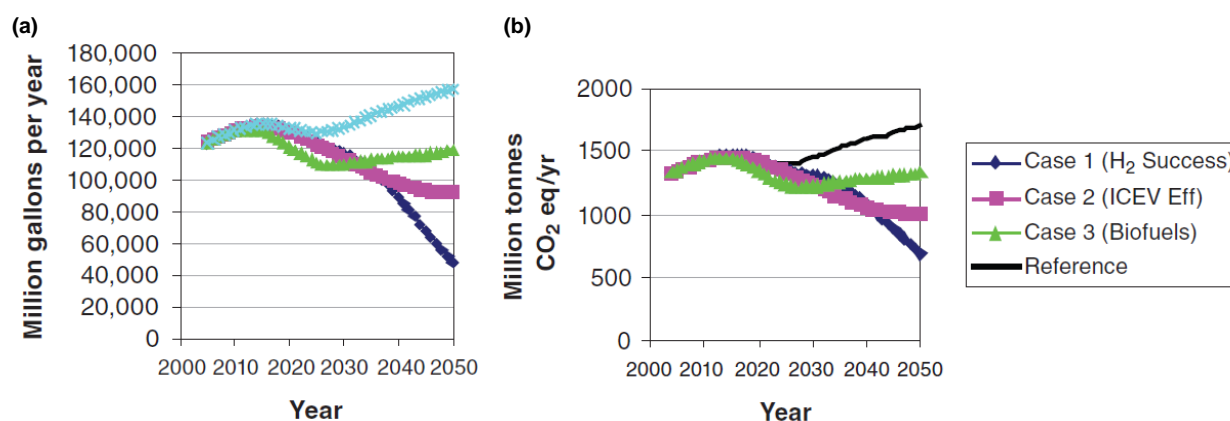 (a)
Million gallons per year
180,000
160,000
140,000
120,000
100,000
80,000
60,000
40,000
20,000
0
2000 2010 2020 2030 2040 2050
Year
(b)
Million tonnes
CO₂ eq/yr
2000
1500
1000
500
0
2000 2010 2020 2030 2040 2050
Year
Case 1 (H₂ Success)
Case 2 (ICEV Eff)
Case 3 (Biofuels)
Reference